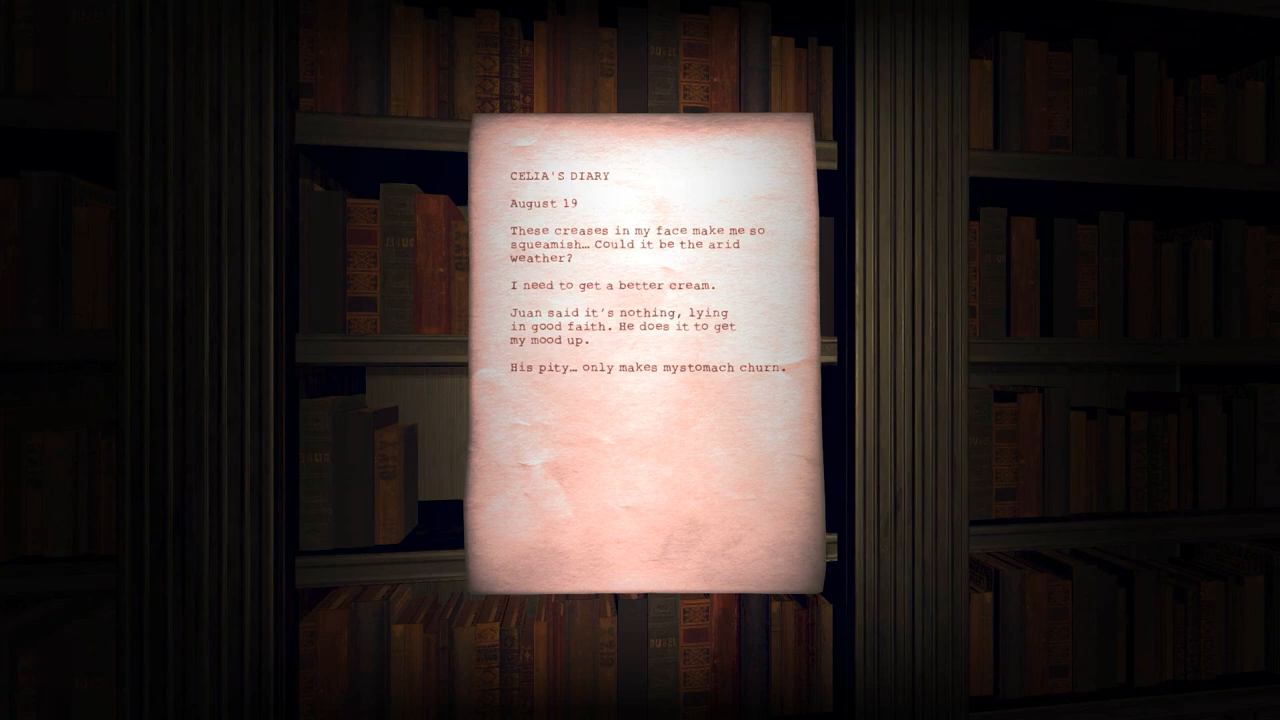 CELIA'S DIARY
August 19
These creases in my face make me so
squeamish… Could it be the arid
weather?
I need to get a better cream.
Juan said it's nothing, lying
in good faith. He does it to get
my mood up.
His pity… only makes mystomach churn.